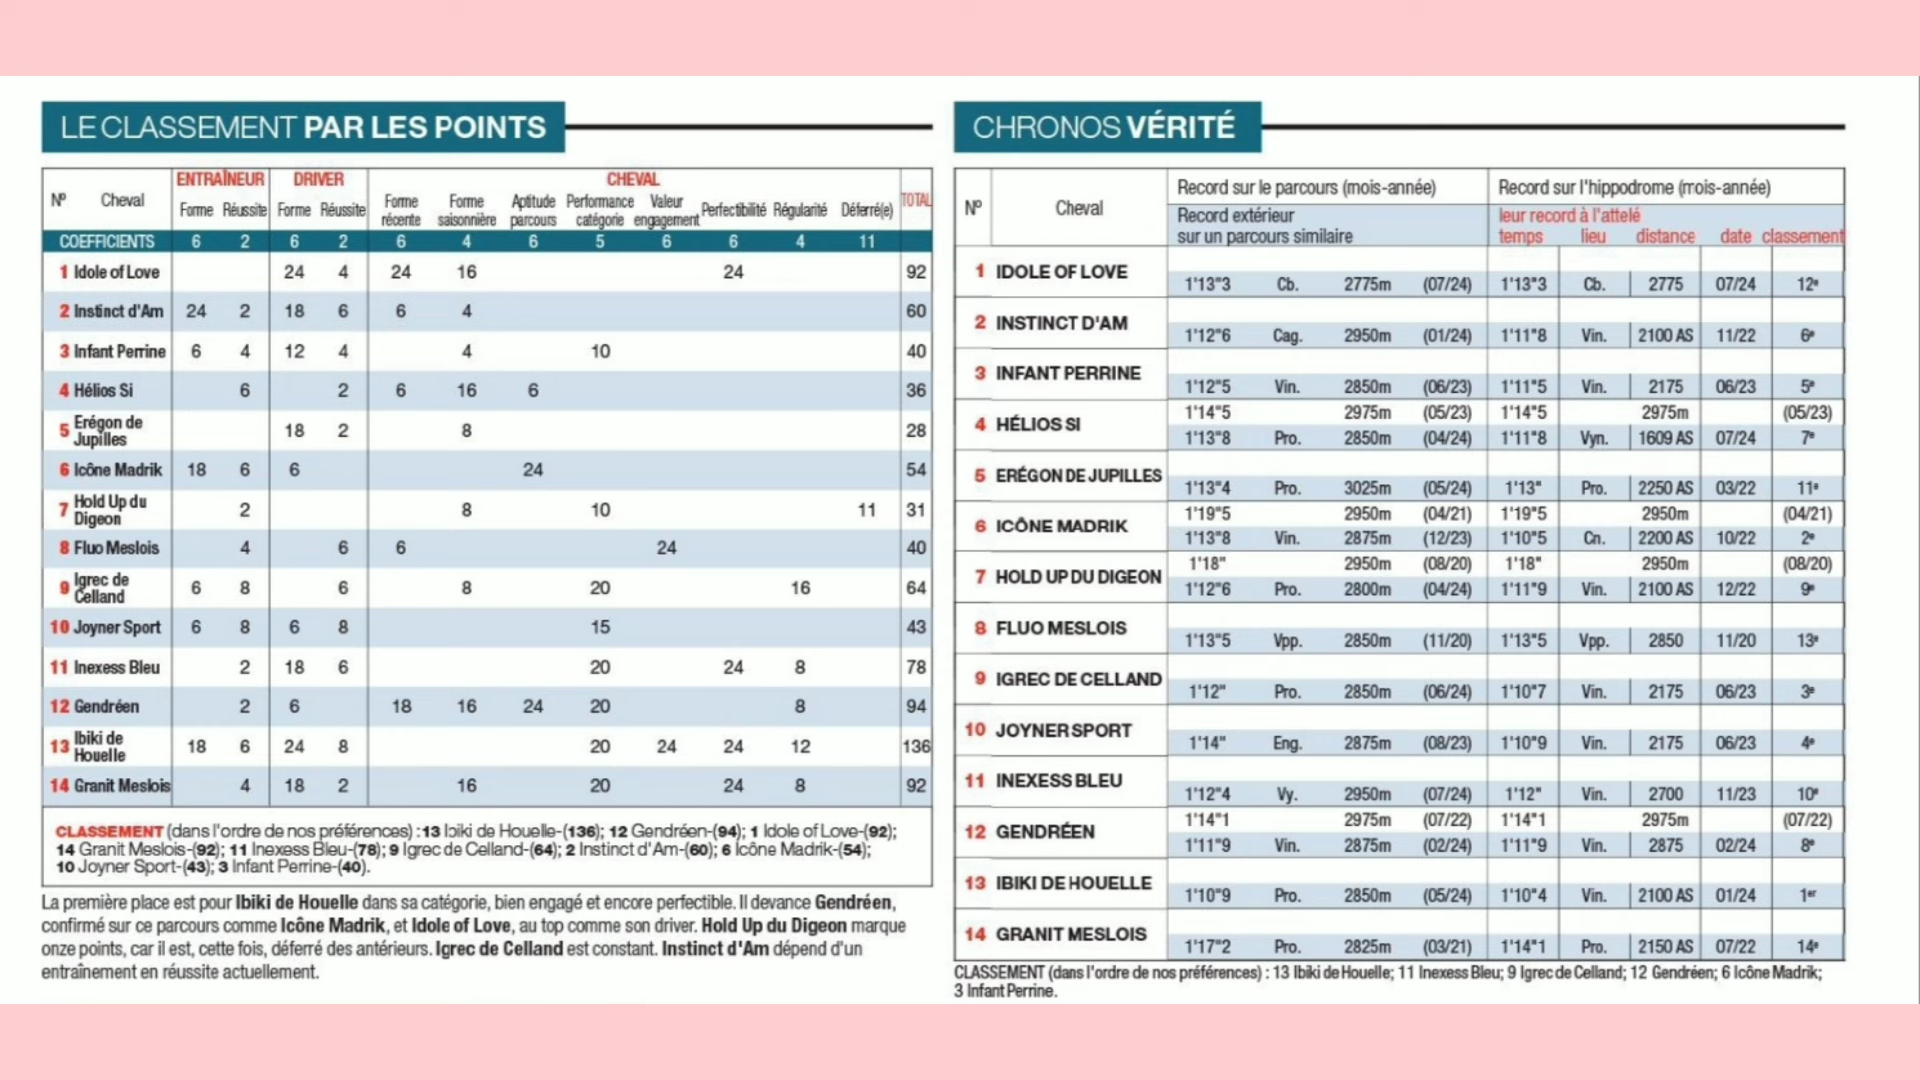 LE CLASSEMENT PAR LES POINTS
Nº Cheval ENTRAÎNEUR DRIVER CHEVAL TOTAL
Forme Réussite Forme Réussite Forme récente Forme saisonnière Aptitude parcours Performance catégorie Valeur engagement Perfectibilité Régularité Déferré(e)
COEFFICIENTS 6 2 6 2 6 4 6 5 6 6 4 11
1 Idole of Love 24 4 24 16 24 92
2 Instinct d'Am 24 2 18 6 6 4 60
3 Infant Perrine 6 4 12 4 4 10 40
4 Hélios Si 6 2 6 16 6 36
5 Erégon de Jupilles 18 2 8 28
6 Icône Madrik 18 6 6 24 54
7 Hold Up du Digeon 2 8 10 11 31
8 Fluo Meslois 4 6 6 24 40
9 Igrec de Celland 6 8 6 8 20 16 64
10 Joyner Sport 6 8 6 8 15 43
11 Inexess Bleu 2 18 6 20 24 8 78
12 Gendréen 2 6 18 16 24 20 8 94
13 Ibiki de Houelle 18 6 24 8 20 24 24 12 136
14 Granit Meslois 4 18 2 16 20 24 8 92
CLASSEMENT (dans l'ordre de nos préférences) : 13 Ibiki de Houelle-(136); 12 Gendréen-(94); 1 Idole of Love-(92);
14 Granit Meslois-(92); 11 Inexess Bleu-(78); 9 Igrec de Celland-(64); 2 Instinct d'Am-(60); 6 Icône Madrik-(54);
10 Joyner Sport-(43); 3 Infant Perrine-(40).
La première place est pour Ibiki de Houelle dans sa catégorie, bien engagé et encore perfectible. Il devance Gendréen,
confirmé sur ce parcours comme Icône Madrik, et Idole of Love, au top comme son driver. Hold Up du Digeon marque
onze points, car il est, cette fois, déferré des antérieurs. Igrec de Celland est constant. Instinct d'Am dépend d'un
entraînement en réussite actuellement.
CHRONOS VÉRITÉ
Nº Cheval Record sur le parcours (mois-année) Record sur l'hippodrome (mois-année)
Record extérieur sur un parcours similaire leur record à l'attelé
temps lieu distance date classement
1 IDOLE OF LOVE
1'13"3 Cb. 2775m (07/24) 1'13"3 Cb. 2775 07/24 12e
2 INSTINCT D'AM
1'12"6 Cag. 2950m (01/24) 1'11"8 Vin. 2100 AS 11/22 6e
3 INFANT PERRINE
1'12"5 Vin. 2850m (06/23) 1'11"5 Vin. 2175 06/23 5e
4 HÉLIOS SI
1'14"5 2975m (05/23) 1'14"5 2975m (05/23)
1'13"8 Pro. 2850m (04/24) 1'11"8 Vyn. 1609 AS 07/24 7e
5 ERÉGON DE JUPILLES
1'13"4 Pro. 3025m (05/24) 1'13" Pro. 2250 AS 03/22 11e
6 ICÔNE MADRIK
1'19"5 2950m (04/21) 1'19"5 2950m (04/21)
1'13"8 Vin. 2875m (12/23) 1'10"5 Cn. 2200 AS 10/22 2e
7 HOLD UP DU DIGEON
1'18" 2950m (08/20) 1'18" 2950m (08/20)
1'12"6 Pro. 2800m (04/24) 1'11"9 Vin. 2100 AS 12/22 9e
8 FLUO MESLOIS
1'13"5 Vpp. 2850m (11/20) 1'13"5 Vpp. 2850 11/20 13e
9 IGREC DE CELLAND
1'12" Pro. 2850m (06/24) 1'10"7 Vin. 2175 06/23 3e
10 JOYNER SPORT
1'14" Eng. 2875m (08/23) 1'10"9 Vin. 2175 06/23 4e
11 INEXESS BLEU
1'12"4 Vy. 2950m (07/24) 1'12" Vin. 2700 11/23 10e
12 GENDRÉEN
1'14"1 2975m (07/22) 1'14"1 2975m (07/22)
1'11"9 Vin. 2875m (02/24) 1'11"9 Vin. 2875 02/24 8e
13 IBIKI DE HOUELLE
1'10"9 Pro. 2850m (05/24) 1'10"4 Vin. 2100 AS 01/24 1er
14 GRANIT MESLOIS
1'17"2 Pro. 2825m (03/21) 1'14"1 Pro. 2150 AS 07/22 14e
CLASSEMENT (dans l'ordre de nos préférences) : 13 Ibiki de Houelle; 11 Inexess Bleu; 9 Igrec de Celland; 12 Gendréen; 6 Icône Madrik;
3 Infant Perrine.